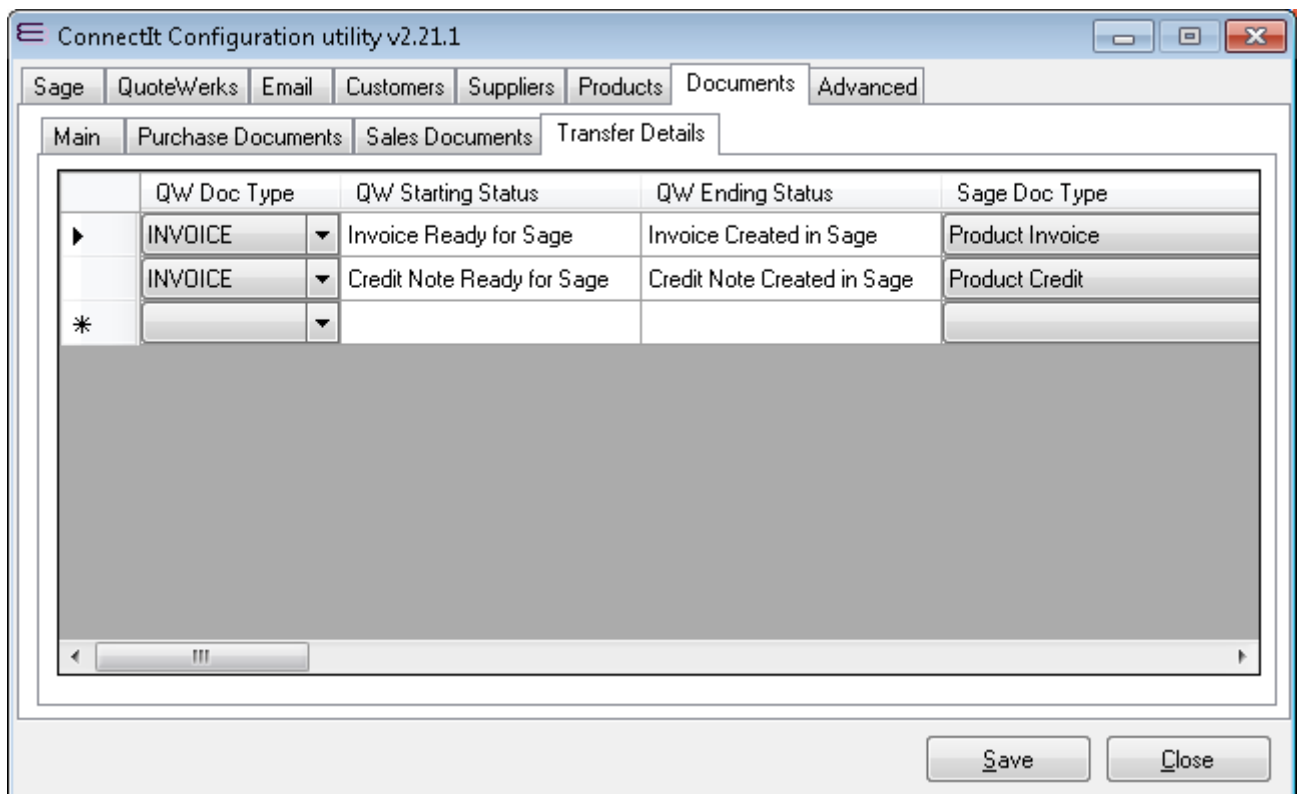 ConnectIt Configuration utility v2.21.1
Sage QuoteWerks Email Customers Suppliers Products Documents Advanced
Main Purchase Documents Sales Documents Transfer Details
QW Doc Type QW Starting Status QW Ending Status Sage Doc Type
INVOICE Invoice Ready for Sage Invoice Created in Sage Product Invoice
INVOICE Credit Note Ready for Sage Credit Note Created in Sage Product Credit
Save Close